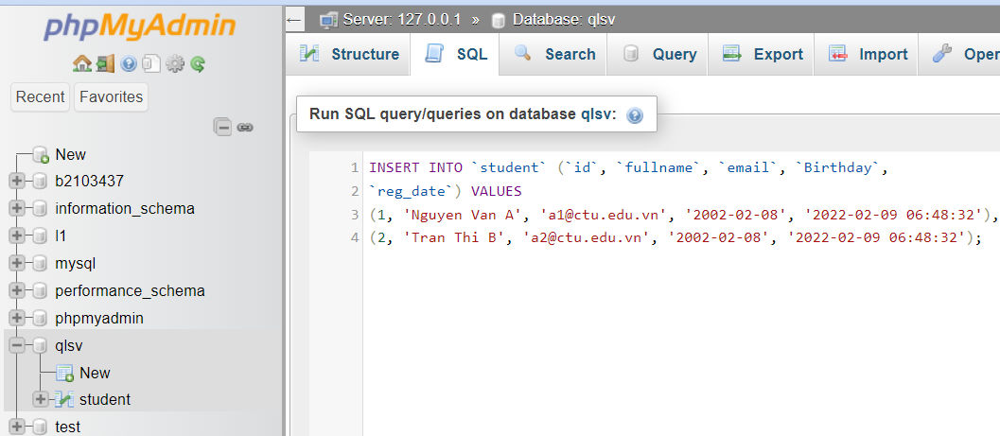 phpMyAdmin
Recent
Favorites
New
b2103437
information_schema
l1
mysql
performance_schema
phpmyadmin
qlsv
New
student
test
Server: 127.0.0.1 » Database: qlsv
Structure
SQL
Search
Query
Export
Import
Oper
Run SQL query/queries on database qlsv:
1 INSERT INTO `student` (`id`, `fullname`, `email`, `Birthday`,
2 `reg_date`) VALUES
3 (1, 'Nguyen Van A', 'a1@ctu.edu.vn', '2002-02-08', '2022-02-09 06:48:32'),
4 (2, 'Tran Thi B', 'a2@ctu.edu.vn', '2002-02-08', '2022-02-09 06:48:32');